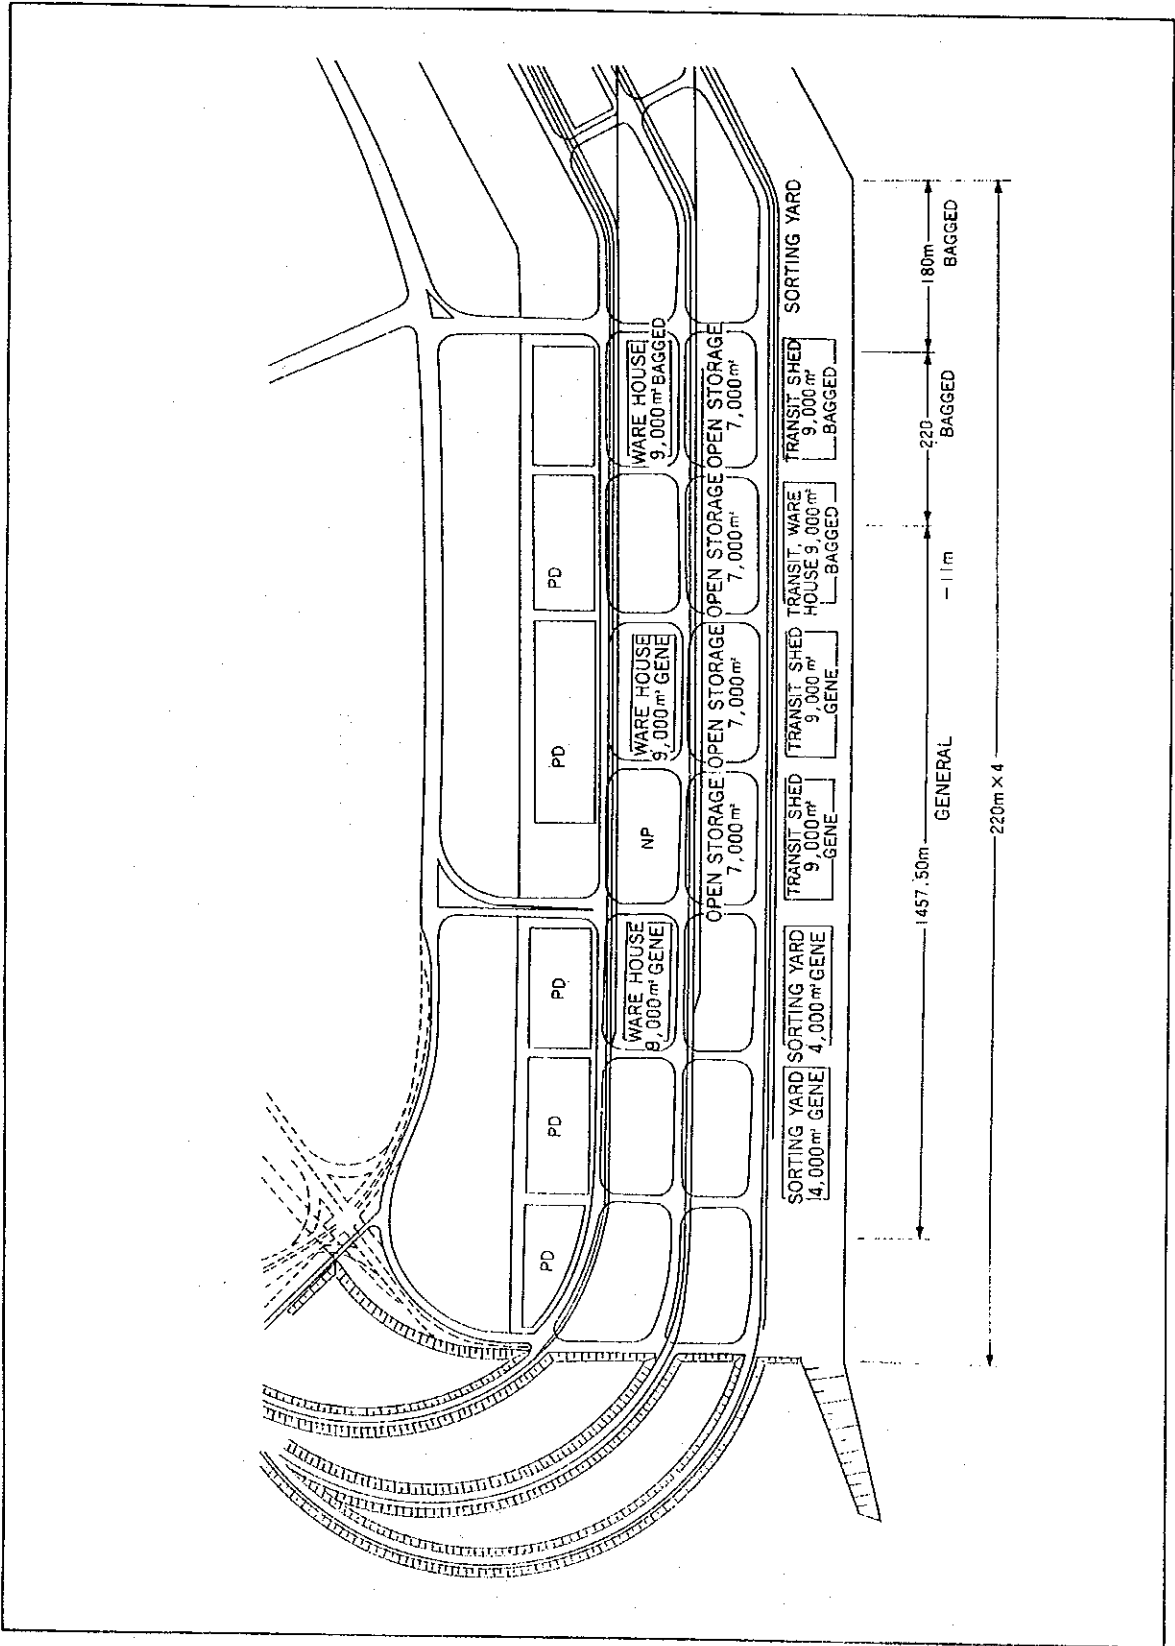 PD
PD
PD
PD
PD
WARE HOUSE
9,000㎡ GENE
NP
WARE HOUSE
9,000㎡ GENE
WARE HOUSE
9,000㎡ BAGGED
OPEN STORAGE
7,000㎡
OPEN STORAGE
7,000㎡
OPEN STORAGE
7,000㎡
OPEN STORAGE
7,000㎡
SORTING YARD
4,000㎡ GENE
SORTING YARD
4,000㎡ GENE
TRANSIT SHED
9,000㎡
GENE
TRANSIT SHED
9,000㎡
GENE
TRANSIT, WARE
HOUSE 9,000㎡
BAGGED
TRANSIT SHED
9,000㎡
BAGGED
SORTING YARD
1457.50m
220
180m
GENERAL
-11m
BAGGED
BAGGED
220m×4